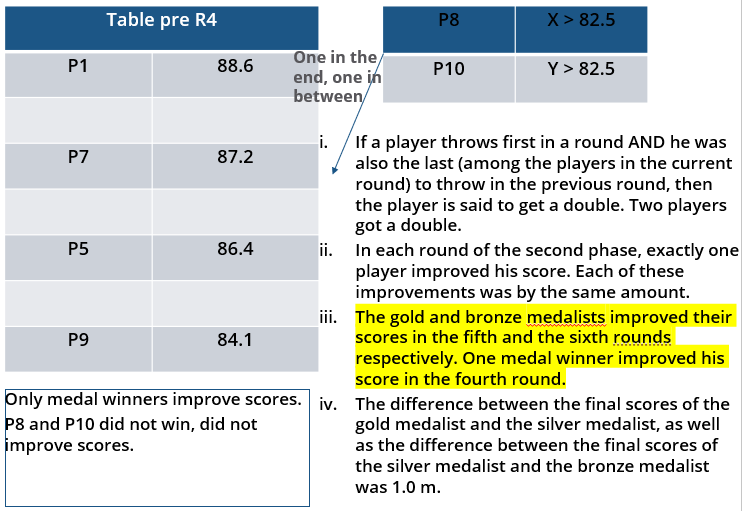 Table pre R4
P1 88.6
P7 87.2
P5 86.4
P9 84.1
P8 X > 82.5
P10 Y > 82.5
One in the
end, one in
between
i. If a player throws first in a round AND he was
also the last (among the players in the current
round) to throw in the previous round, then
the player is said to get a double. Two players
got a double.
ii. In each round of the second phase, exactly one
player improved his score. Each of these
improvements was by the same amount.
iii. The gold and bronze medalists improved their
scores in the fifth and the sixth rounds
respectively. One medal winner improved his
score in the fourth round.
iv. The difference between the final scores of the
gold medalist and the silver medalist, as well
as the difference between the final scores of
the silver medalist and the bronze medalist
was 1.0 m.
Only medal winners improve scores.
P8 and P10 did not win, did not
improve scores.